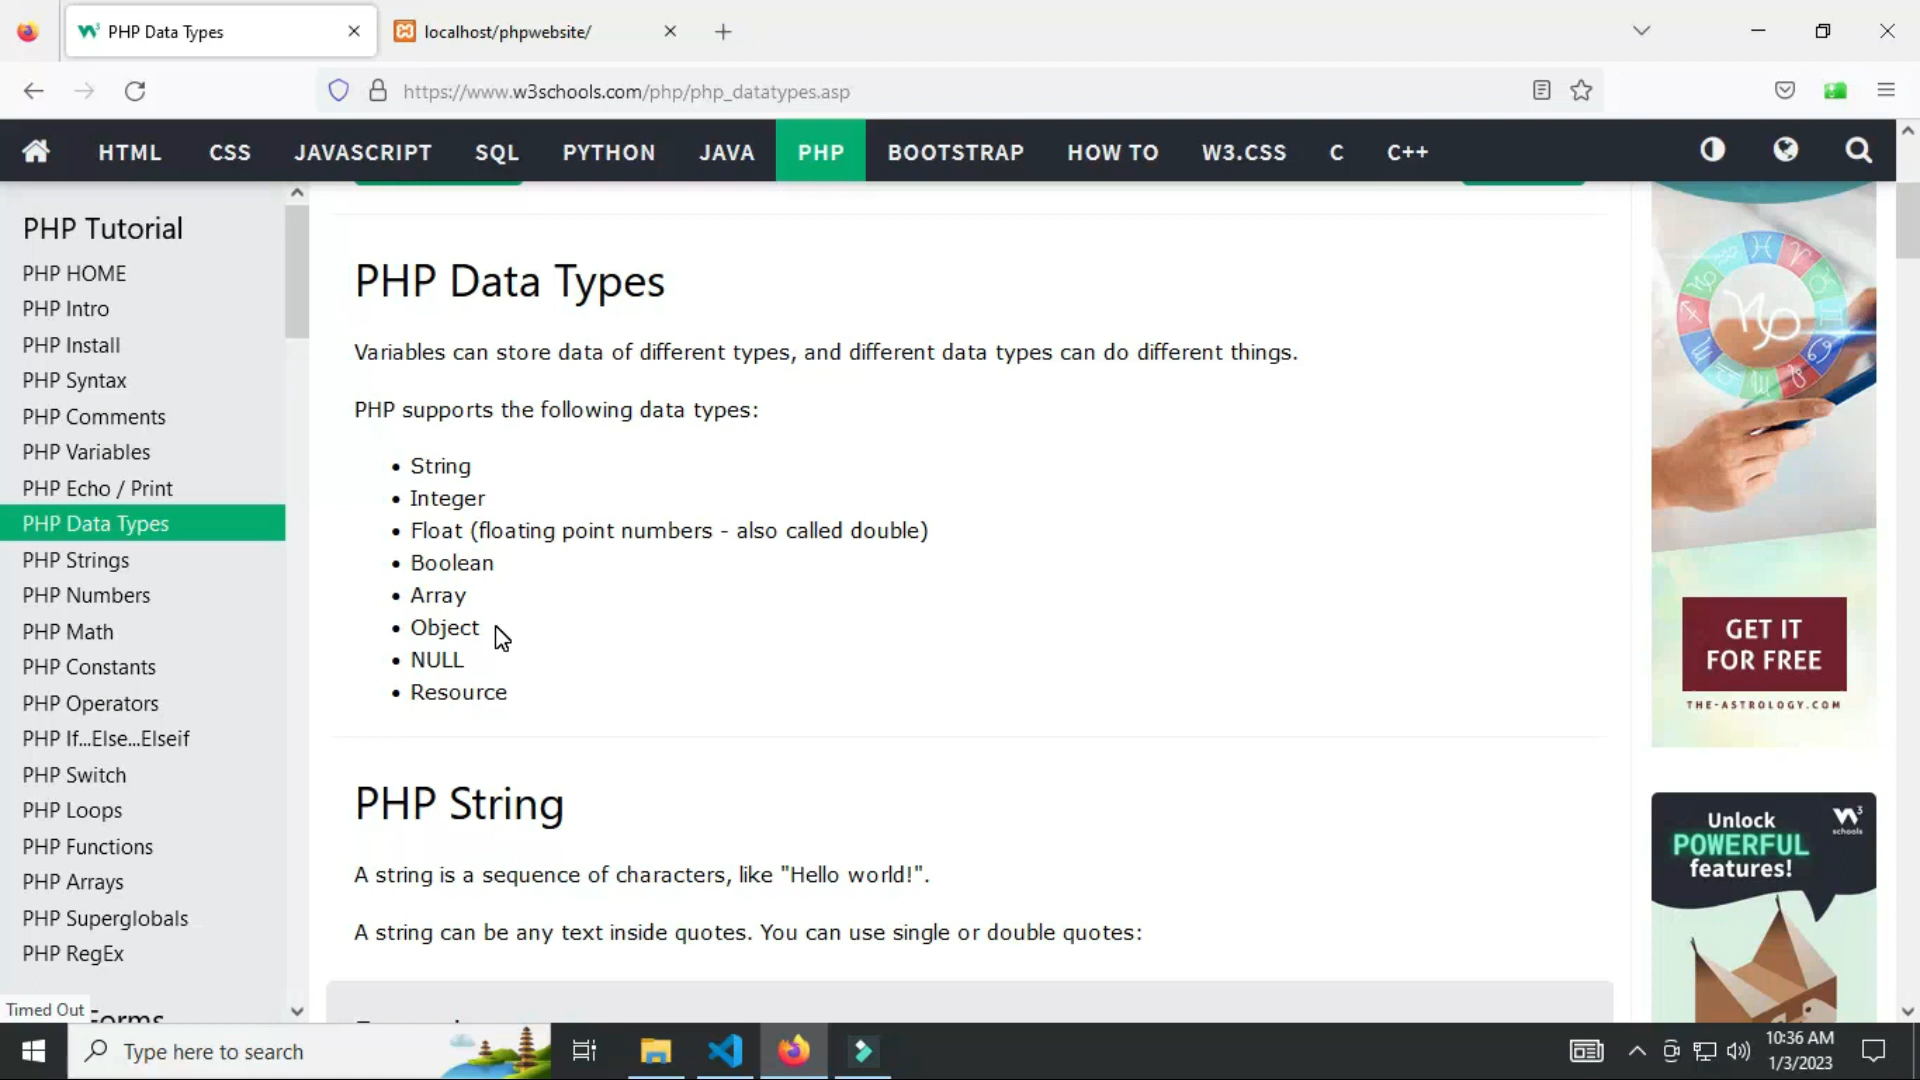 PHP Data Types
localhost/phpwebsite/
https://www.w3schools.com/php/php_datatypes.asp
HTML CSS JAVASCRIPT SQL PYTHON JAVA PHP BOOTSTRAP HOW TO W3.CSS C C++
PHP Tutorial
PHP HOME
PHP Intro
PHP Install
PHP Syntax
PHP Comments
PHP Variables
PHP Echo / Print
PHP Data Types
PHP Strings
PHP Numbers
PHP Math
PHP Constants
PHP Operators
PHP If...Else...Elseif
PHP Switch
PHP Loops
PHP Functions
PHP Arrays
PHP Superglobals
PHP RegEx
Timed Out
PHP Data Types
Variables can store data of different types, and different data types can do different things.
PHP supports the following data types:
• String
• Integer
• Float (floating point numbers - also called double)
• Boolean
• Array
• Object
• NULL
• Resource
PHP String
A string is a sequence of characters, like "Hello world!".
A string can be any text inside quotes. You can use single or double quotes:
GET IT
FOR FREE
THE-ASTROLOGY.COM
Unlock
POWERFUL
features!
W3
schools
Type here to search
10:36 AM
1/3/2023